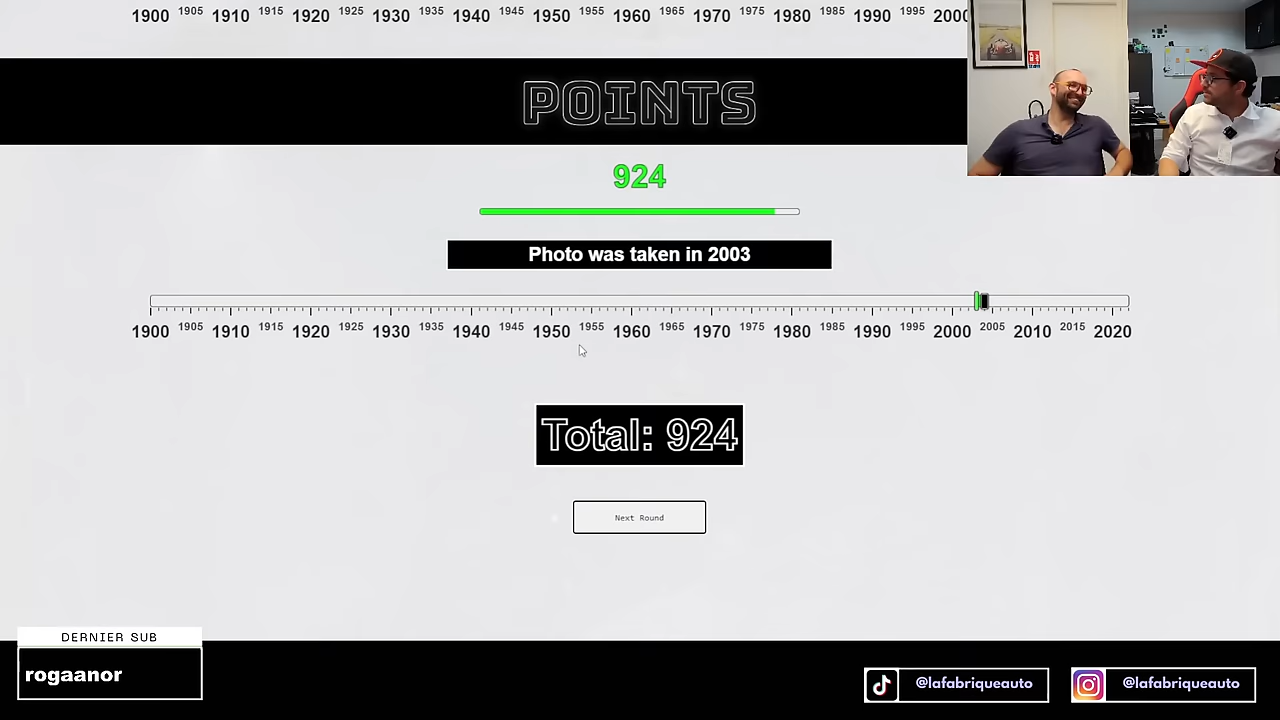 1900 1905 1910 1915 1920 1925 1930 1935 1940 1945 1950 1955 1960 1965 1970 1975 1980 1985 1990 1995 2000
POINTS
924
Photo was taken in 2003
1900 1905 1910 1915 1920 1925 1930 1935 1940 1945 1950 1955 1960 1965 1970 1975 1980 1985 1990 1995 2000 2005 2010 2015 2020
Total: 924
Next Round
DERNIER SUB
rogaanor
@lafabriqueauto
@lafabriqueauto